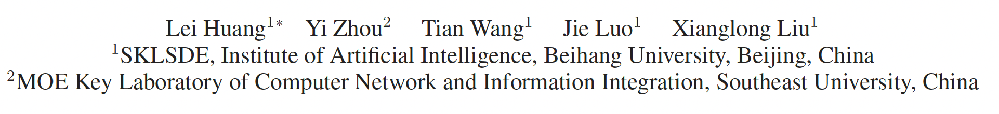 Lei Huang¹* Yi Zhou² Tian Wang¹ Jie Luo¹ Xianglong Liu¹
¹SKLSDE, Institute of Artificial Intelligence, Beihang University, Beijing, China
²MOE Key Laboratory of Computer Network and Information Integration, Southeast University, China